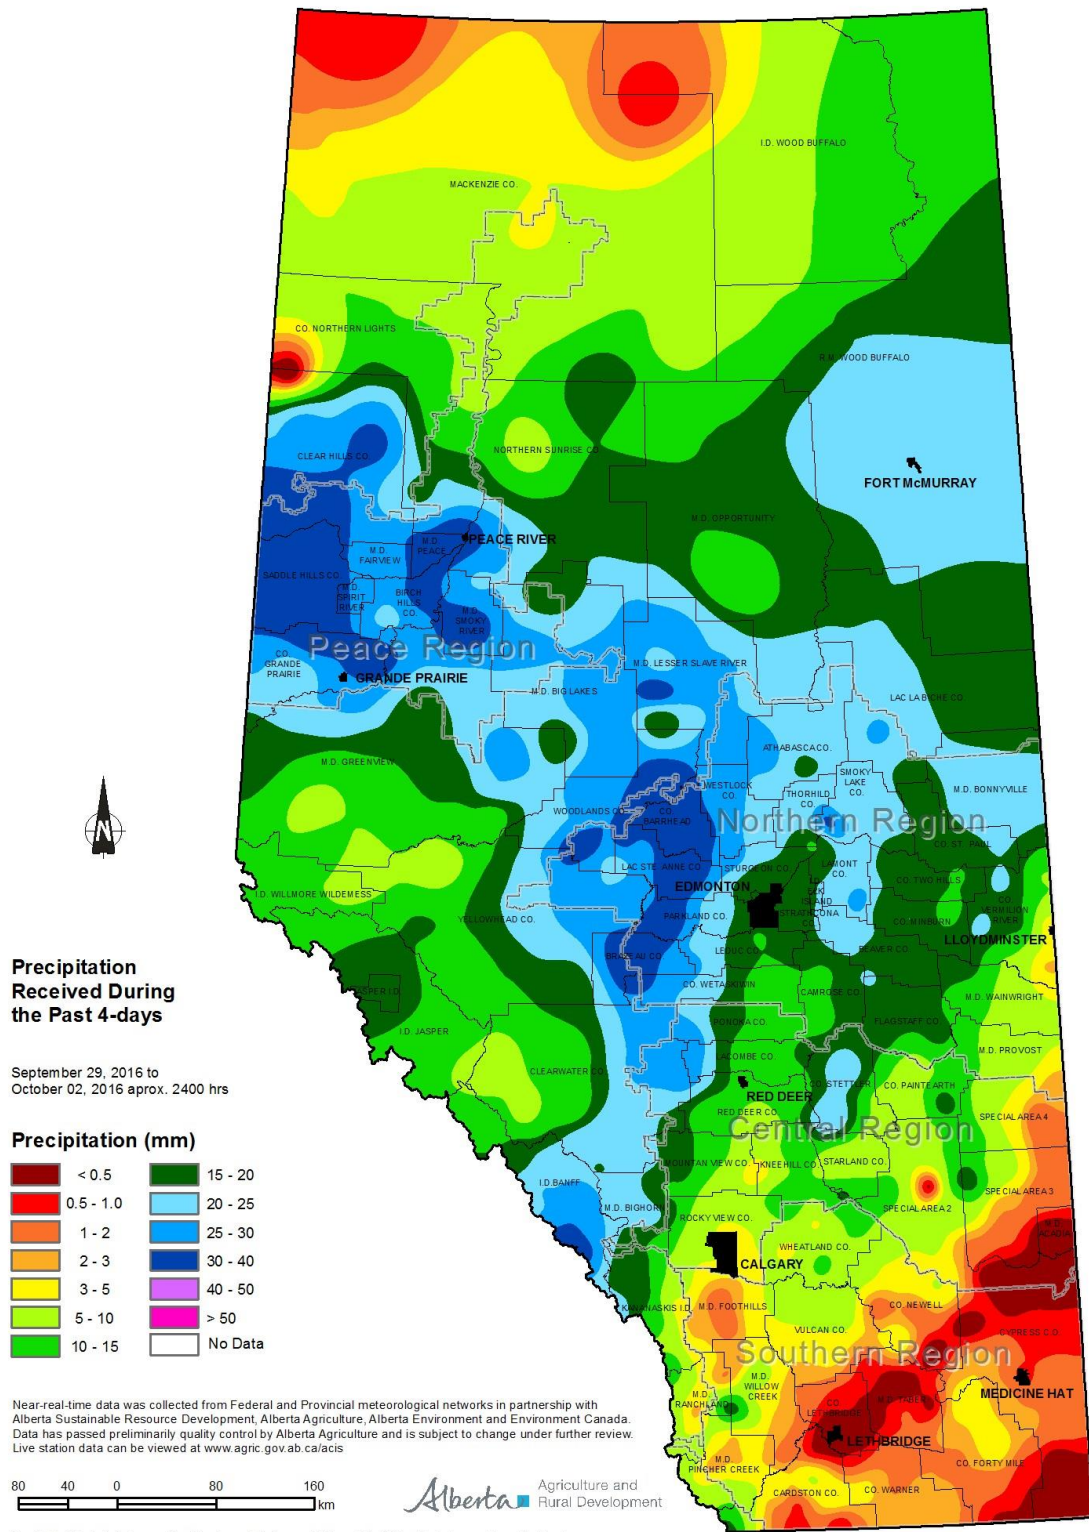 I.D. WOOD BUFFALO
MACKENZIE CO.
CO. NORTHERN LIGHTS
R.M. WOOD BUFFALO
CLEAR HILLS CO.
NORTHERN SUNRISE CO.
FORT McMURRAY
M.D. OPPORTUNITY
M.D.
PEACE
PEACE RIVER
M.D.
FAIRVIEW
SADDLE HILLS CO.
M.D.
SPIRIT
RIVER
BIRCH
HILLS
CO.
M.D.
SMOKY
RIVER
Peace Region
CO.
GRANDE
PRAIRIE
GRANDE PRAIRIE
M.D. LESSER SLAVE RIVER
M.D. BIG LAKES
LAC LA BICHE CO.
ATHABASCA CO.
M.D. GREENVIEW
WESTLOCK
CO.
SMOKY
LAKE
CO.
THORHILD
CO.
M.D. BONNYVILLE
WOODLANDS CO.
CO.
BARRHEAD
Northern Region
CO. ST. PAUL
LAC STE. ANNE CO.
STURGEON CO.
LAMONT
CO.
EDMONTON
I.D.
ELK
ISLAND
CO. TWO HILLS
I.D. WILLMORE WILDERNESS
STRATHCONA
CO.
CO.
VERMILION
RIVER
YELLOWHEAD CO.
PARKLAND CO.
CO. MINBURN
LLOYDMINSTER
BRAZEAU CO.
LEDUC CO.
BEAVER CO.
JASPER I.D.
CO. WETASKIWIN
CAMROSE CO.
M.D. WAINWRIGHT
I.D. JASPER
PONOKA CO.
FLAGSTAFF CO.
M.D. PROVOST
CLEARWATER CO.
LACOMBE CO.
CO. STETTLER
CO. PAINTEARTH
RED DEER
RED DEER CO.
SPECIAL AREA 4
Central Region
MOUNTAIN VIEW CO.
KNEEHILL CO.
STARLAND CO.
I.D. BANFF
SPECIAL AREA 3
M.D. BIGHORN
ROCKY VIEW CO.
SPECIAL AREA 2
M.D.
ACADIA
WHEATLAND CO.
CALGARY
KANANASKIS I.D.
M.D. FOOTHILLS
CO. NEWELL
VULCAN CO.
CYPRESS CO.
Southern Region
M.D.
WILLOW
CREEK
M.D.
RANCHLAND
M.D. TABER
MEDICINE HAT
CO.
LETHBRIDGE
LETHBRIDGE
M.D.
PINCHER CREEK
CO. FORTY MILE
CARDSTON CO.
CO. WARNER
N
Precipitation
Received During
the Past 4-days
September 29, 2016 to
October 02, 2016 aprox. 2400 hrs
Precipitation (mm)
< 0.5
0.5 - 1.0
1 - 2
2 - 3
3 - 5
5 - 10
10 - 15
15 - 20
20 - 25
25 - 30
30 - 40
40 - 50
> 50
No Data
Near-real-time data was collected from Federal and Provincial meteorological networks in partnership with
Alberta Sustainable Resource Development, Alberta Agriculture, Alberta Environment and Environment Canada.
Data has passed preliminarily quality control by Alberta Agriculture and is subject to change under further review.
Live station data can be viewed at www.agric.gov.ab.ca/acis
80 40 0 80 160
km
Alberta
Agriculture and
Rural Development